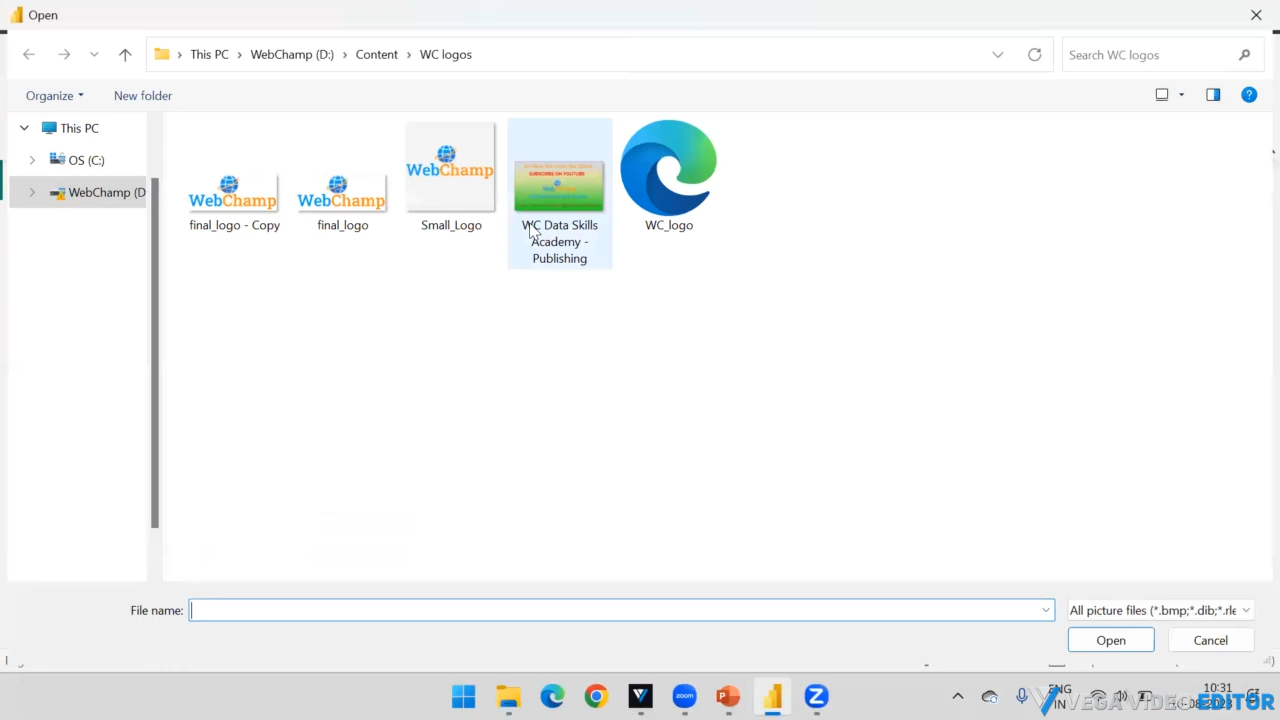 Open
This PC
WebChamp (D:)
Content
WC logos
Search WC logos
Organize
New folder
This PC
OS (C:)
WebChamp (D
WebChamp
final_logo - Copy
WebChamp
final_logo
WebChamp
Small_Logo
SUBSCRIBE ON YOUTUBE
WC Data Skills
Academy -
Publishing
WC_logo
File name:
All picture files (*.bmp;*.dib;*.rle
Open
Cancel
zoom
ENG
IN
10:31
VEGA VIDEO EDITOR